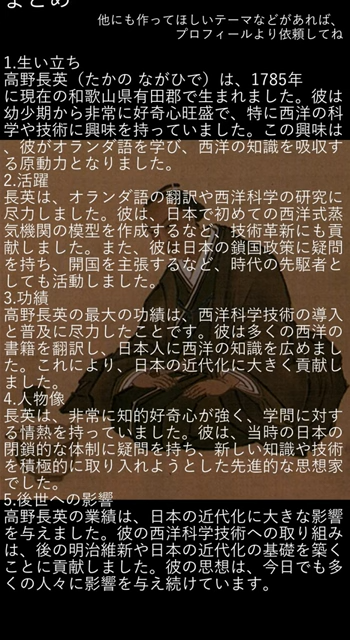 まとめ
他にも作ってほしいテーマなどがあれば、
プロフィールより依頼してね
1.生い立ち
高野長英（たかの ながひで）は、1785年
に現在の和歌山県有田郡で生まれました。彼は
幼少期から非常に好奇心旺盛で、特に西洋の科
学や技術に興味を持っていました。この興味は
、彼がオランダ語を学び、西洋の知識を吸収す
る原動力となりました。
2.活躍
長英は、オランダ語の翻訳や西洋科学の研究に
尽力しました。彼は、日本で初めての西洋式蒸
気機関の模型を作成するなど、技術革新にも貢
献しました。また、彼は日本の鎖国政策に疑問
を持ち、開国を主張するなど、時代の先駆者と
しても活動しました。
3.功績
高野長英の最大の功績は、西洋科学技術の導入
と普及に尽力したことです。彼は多くの西洋の
書籍を翻訳し、日本人に西洋の知識を広めまし
た。これにより、日本の近代化に大きく貢献し
ました。
4.人物像
長英は、非常に知的好奇心が強く、学問に対す
る情熱を持っていました。彼は、当時の日本の
閉鎖的な体制に疑問を持ち、新しい知識や技術
を積極的に取り入れようとした先進的な思想家
でした。
5.後世への影響
高野長英の業績は、日本の近代化に大きな影響
を与えました。彼の西洋科学技術への取り組み
は、後の明治維新や日本の近代化の基礎を築く
ことに貢献しました。彼の思想は、今日でも多
くの人々に影響を与え続けています。